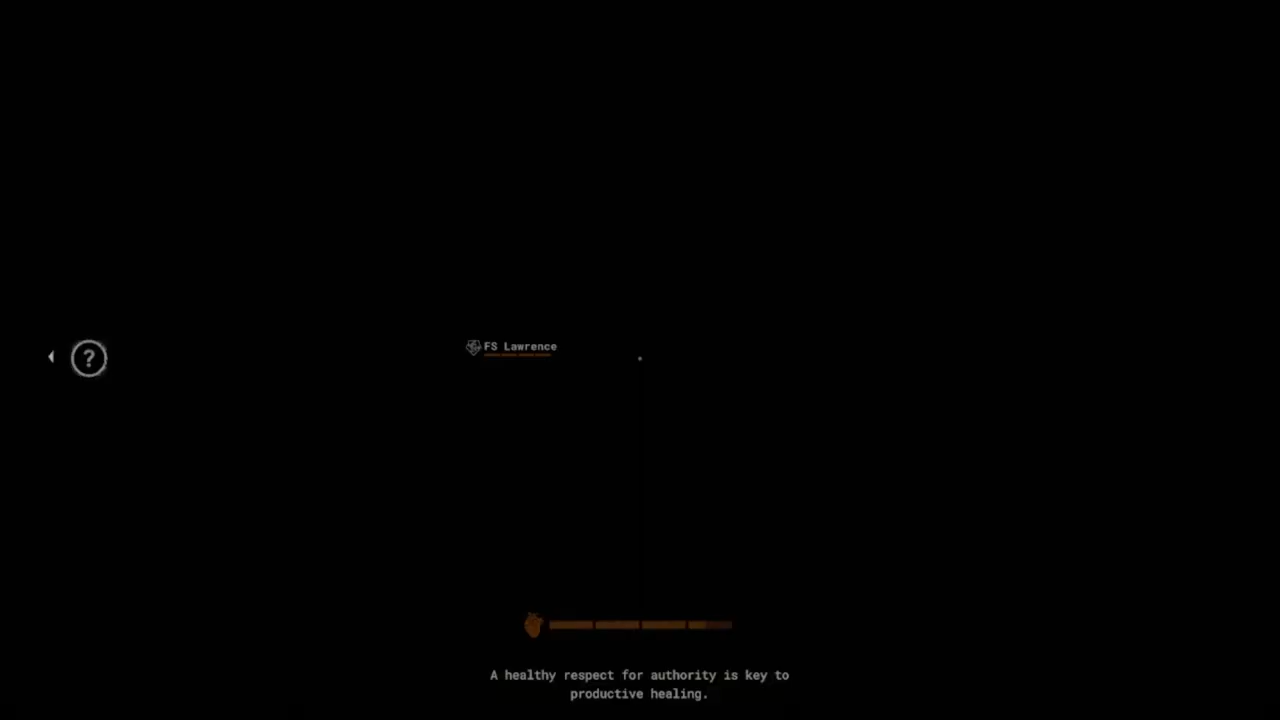 FS Lawrence
?
A healthy respect for authority is key to
productive healing.